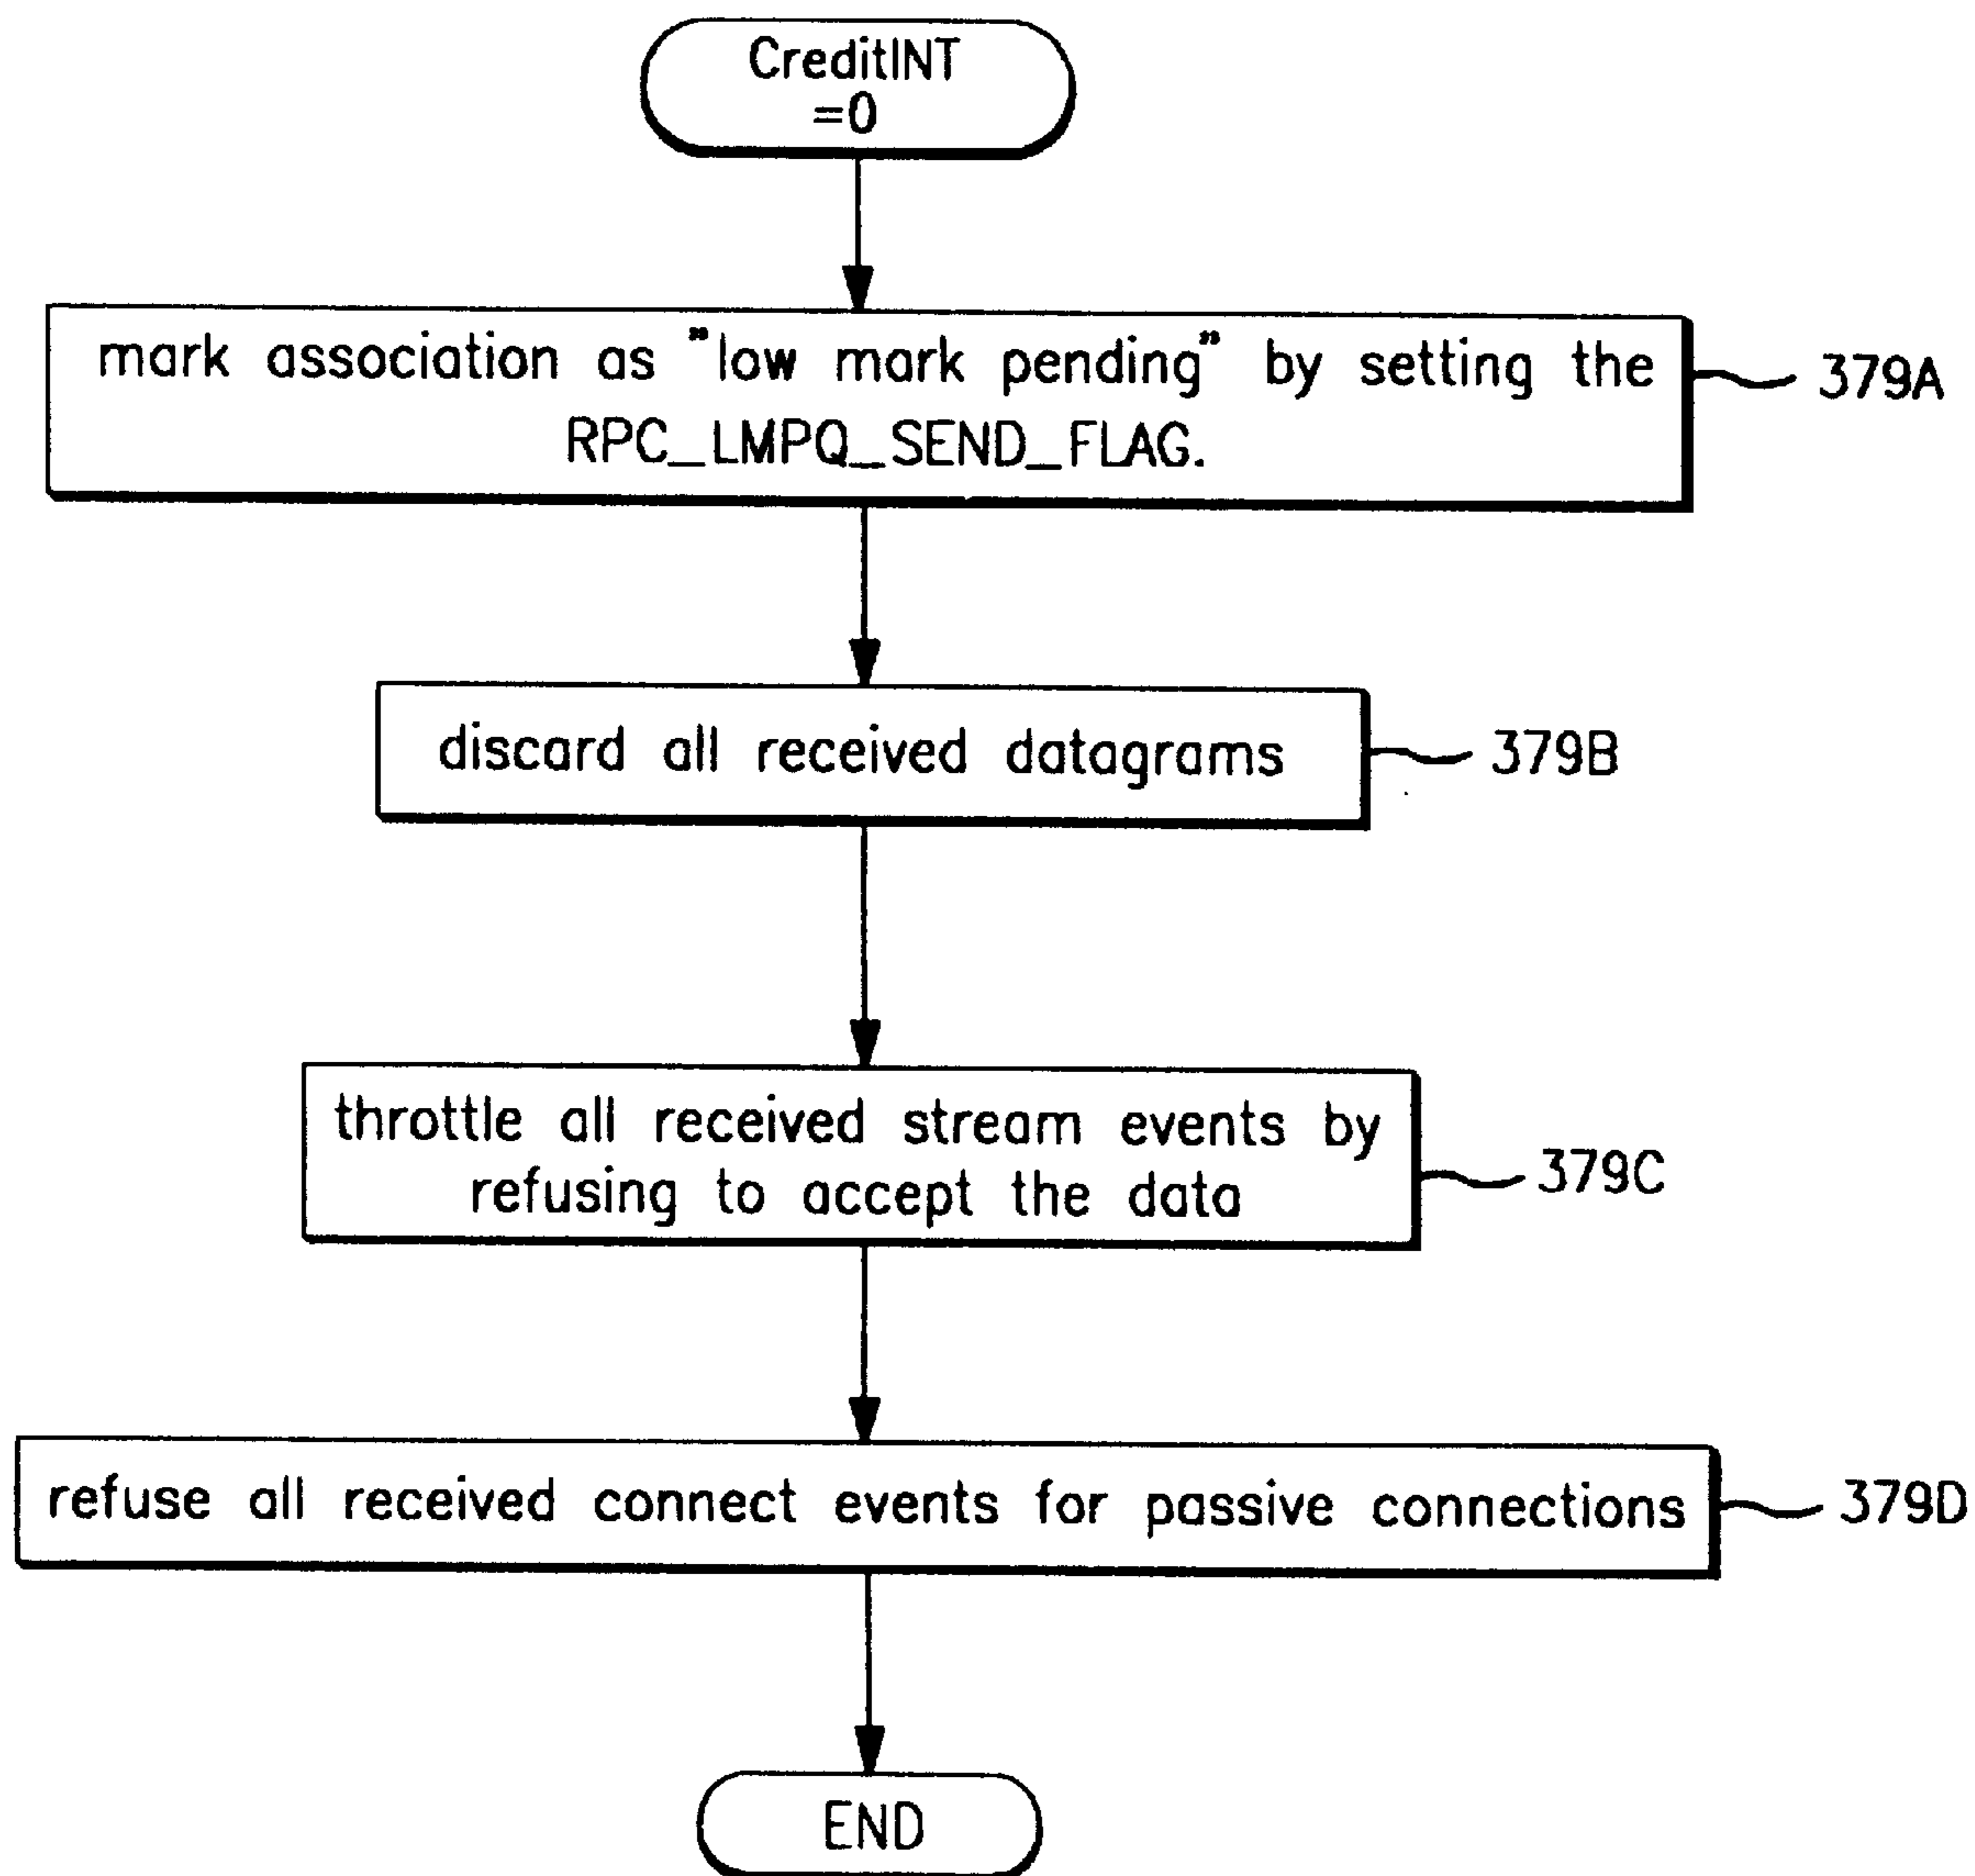 CreditINT
=0
mark association as "low mark pending" by setting the
RPC_LMPQ_SEND_FLAG.
379A
discard all received datagrams
379B
throttle all received stream events by
refusing to accept the data
379C
refuse all received connect events for passive connections
379D
END